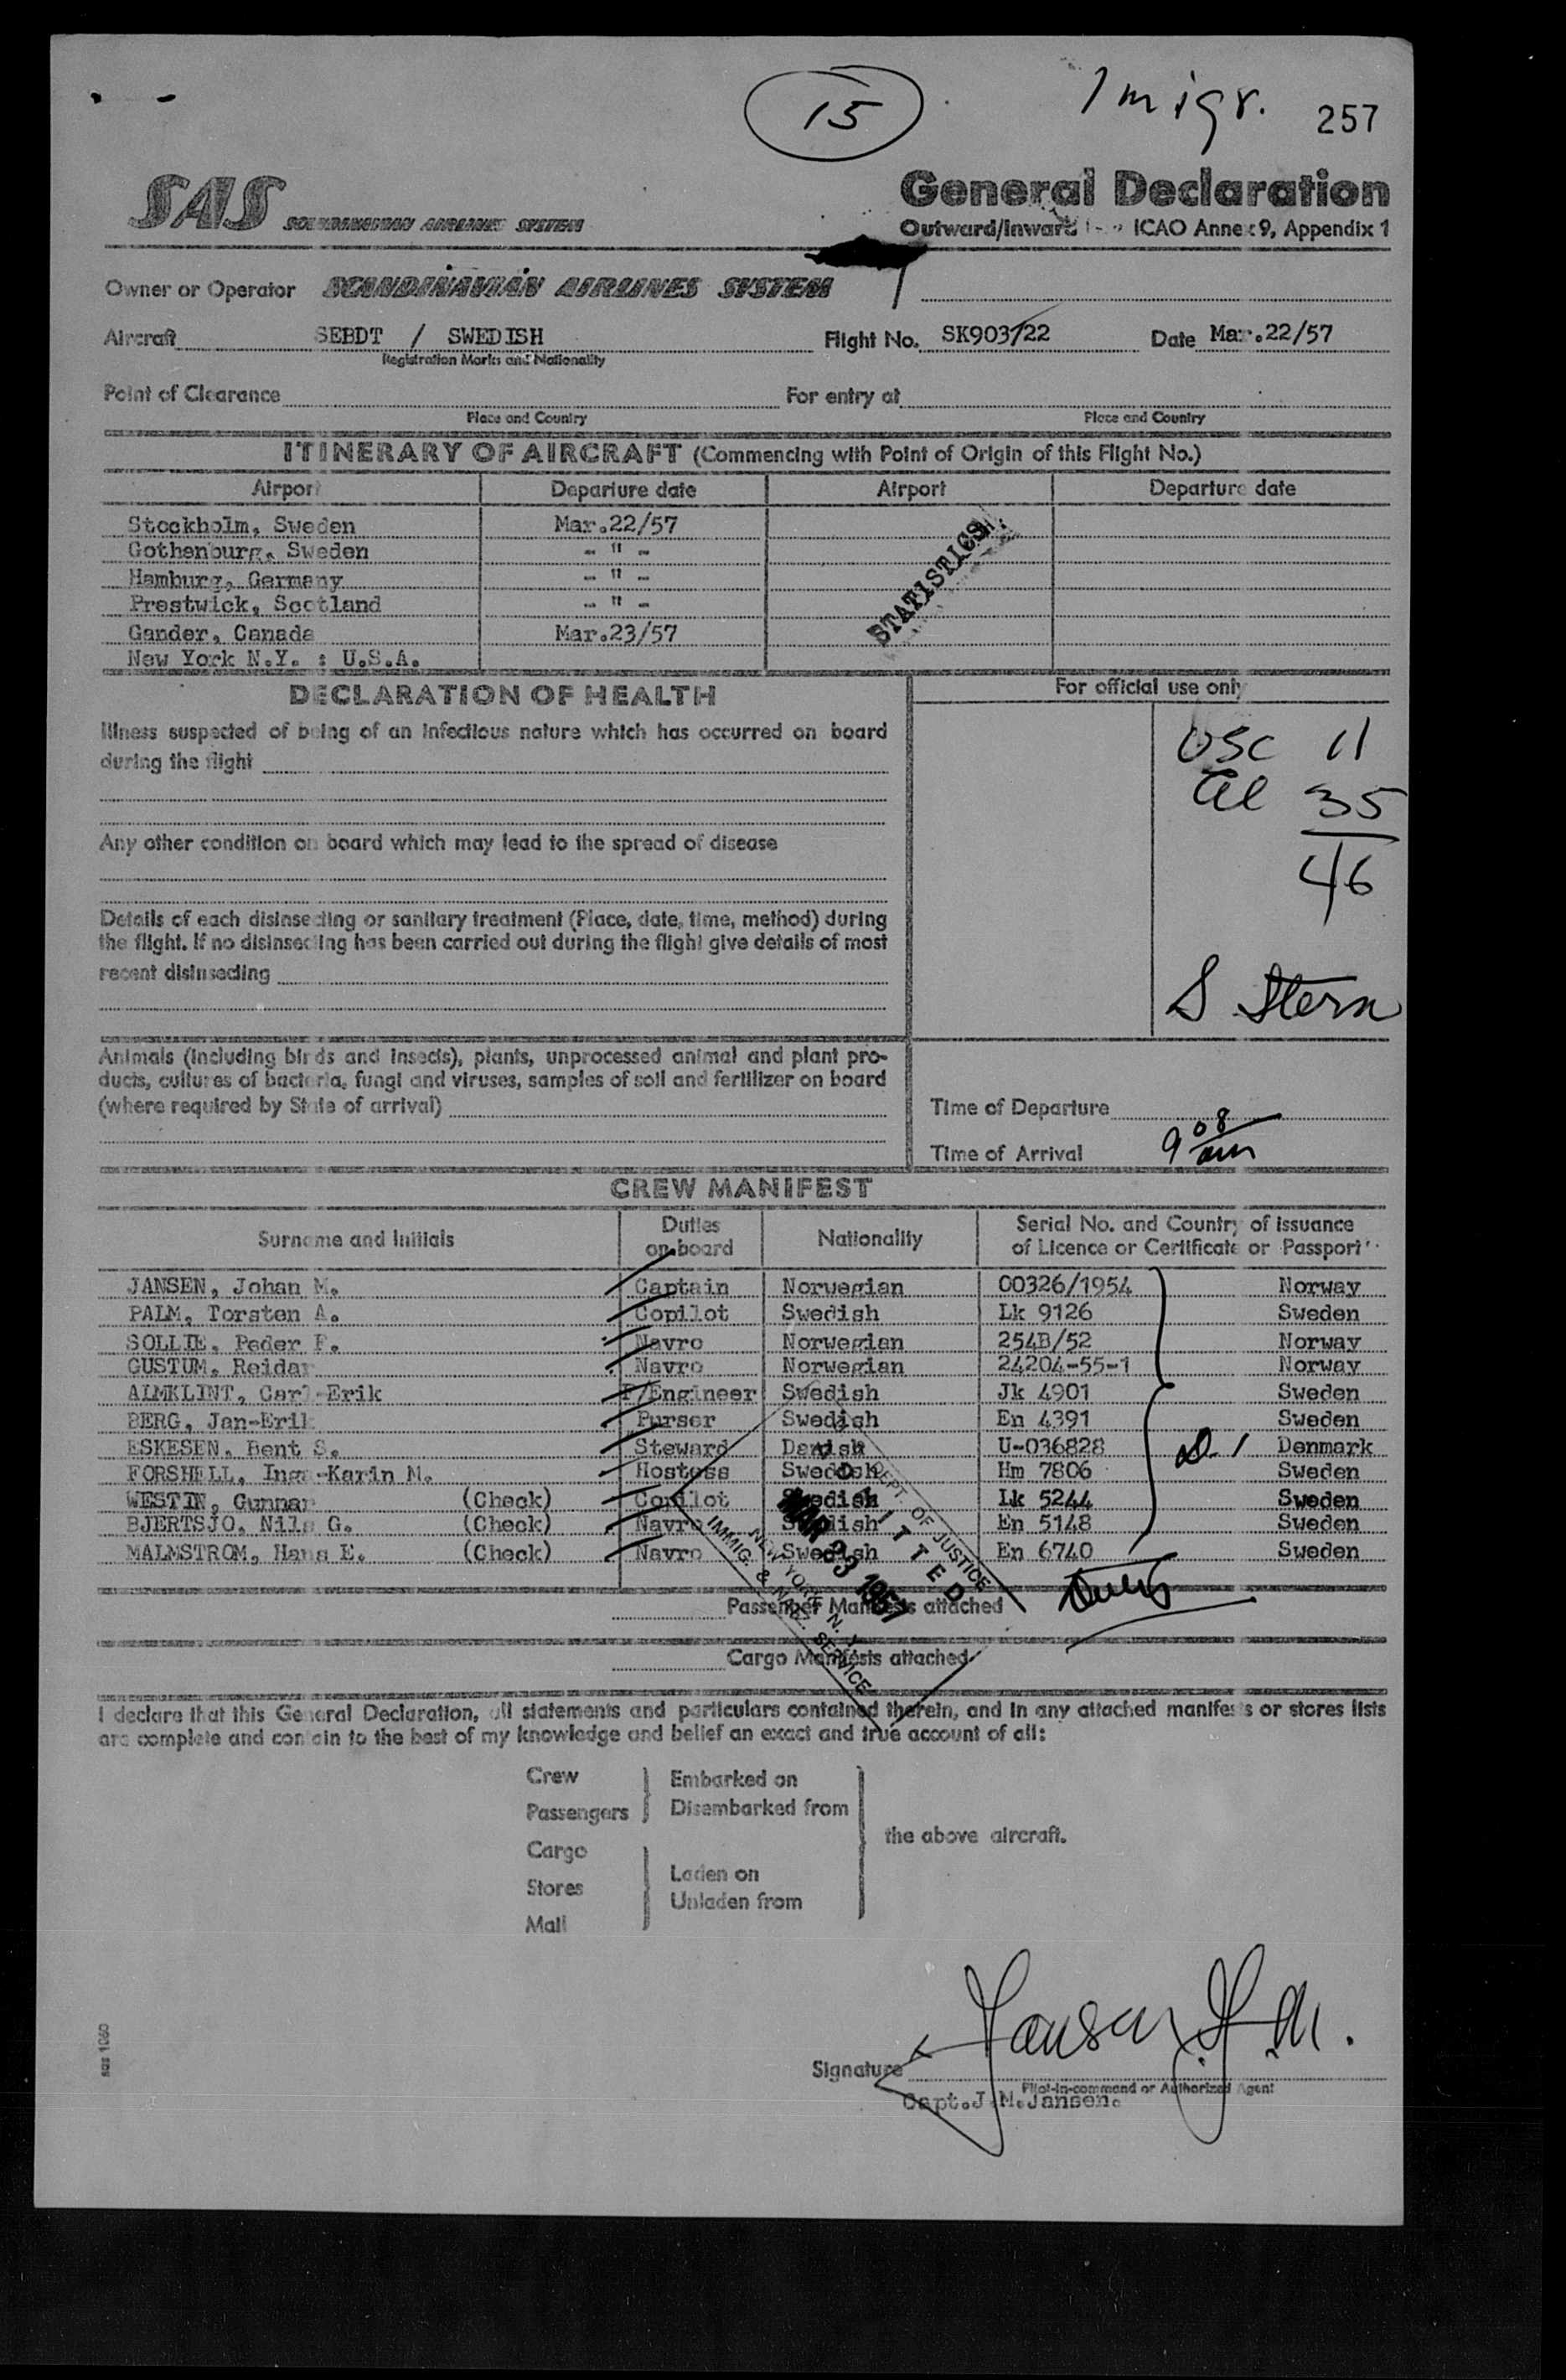 15
Imigr. 257
SAS SCANDINAVIAN AIRLINES SYSTEM
General Declaration
Outward/Inward ICAO Annex 9, Appendix 1
Owner or Operator SCANDINAVIAN AIRLINES SYSTEM
Aircraft SEBDT / SWEDISH Flight No. SK903/22 Date Mar.22/57
Registration Marks and Nationality
Point of Clearance For entry at
Place and Country Place and Country
ITINERARY OF AIRCRAFT (Commencing with Point of Origin of this Flight No.)
Airport Departure date Airport Departure date
Stockholm, Sweden Mar.22/57
Gothenburg, Sweden - " -
Hamburg, Germany - " -
Prestwick, Scotland - " -
Gander, Canada Mar.23/57
New York N.Y. : U.S.A.
STATISTICS
DECLARATION OF HEALTH
Illness suspected of being of an infectious nature which has occurred on board
during the flight
Any other condition on board which may lead to the spread of disease
Details of each disinsecting or sanitary treatment (Place, date, time, method) during
the flight. If no disinsecting has been carried out during the flight give details of most
recent disinsecting
Animals (including birds and insects), plants, unprocessed animal and plant pro-
ducts, cultures of bacteria, fungi and viruses, samples of soil and fertilizer on board
(where required by State of arrival)
For official use only
USC 11
al 35
46
S Stern
Time of Departure
Time of Arrival 9 08 am
CREW MANIFEST
Surname and Initials Duties on board Nationality Serial No. and Country of issuance of Licence or Certificate or Passport
JANSEN, Johan M. Captain Norwegian 00326/1954 Norway
PALM, Torsten A. Copilot Swedish Lk 9126 Sweden
SOLLIE, Peder F. Navro Norwegian 254B/52 Norway
GUSTUM, Reidar Navro Norwegian 24204-55-1 Norway
ALMKLINT, Carl-Erik F/Engineer Swedish Jk 4901 Sweden
BERG, Jan-Erik Purser Swedish En 4391 Sweden
ESKESEN, Bent S. Steward Danish U-036828 Denmark
FORSHELL, Inga-Karin M. Hostess Swedish Hm 7806 Sweden
WESTIN, Gunnar (Check) Copilot Swedish Lk 5244 Sweden
BJERTSJO, Nils G. (Check) Navro Swedish En 5148 Sweden
MALMSTROM, Hans E. (Check) Navro Swedish En 6740 Sweden
D-1
DEPT. OF JUSTICE
ADMITTED
MAR 23 1957
NEW YORK, N.Y.
IMMIG. & NAT. SERVICE
Passenger Manifests attached
Cargo Manifests attached
I declare that this General Declaration, all statements and particulars contained therein, and in any attached manifests or stores lists
are complete and contain to the best of my knowledge and belief an exact and true account of all:
Crew
Passengers
Embarked on
Disembarked from
Cargo
Stores
Mail
Laden on
Unladen from
the above aircraft.
Jansen J. M.
Signature
Pilot-in-command or Authorized Agent
Capt.J.M.Jansen.
sas 1060